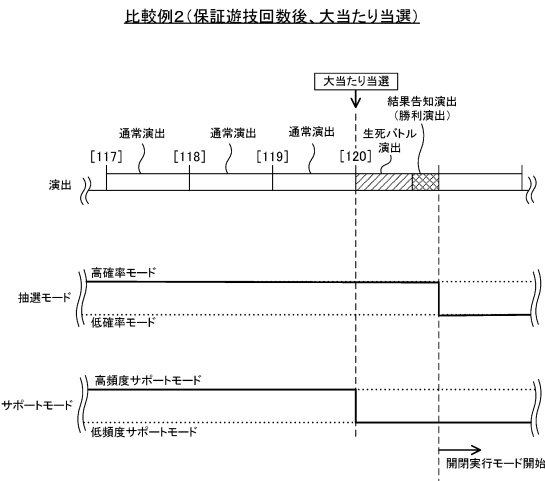 比較例2(保証遊技回数後、大当たり当選)
大当たり当選
結果告知演出
(勝利演出)
通常演出
通常演出
通常演出
生死バトル
演出
[117]
[118]
[119]
[120]
演出
高確率モード
抽選モード
低確率モード
高頻度サポートモード
サポートモード
低頻度サポートモード
開閉実行モード開始